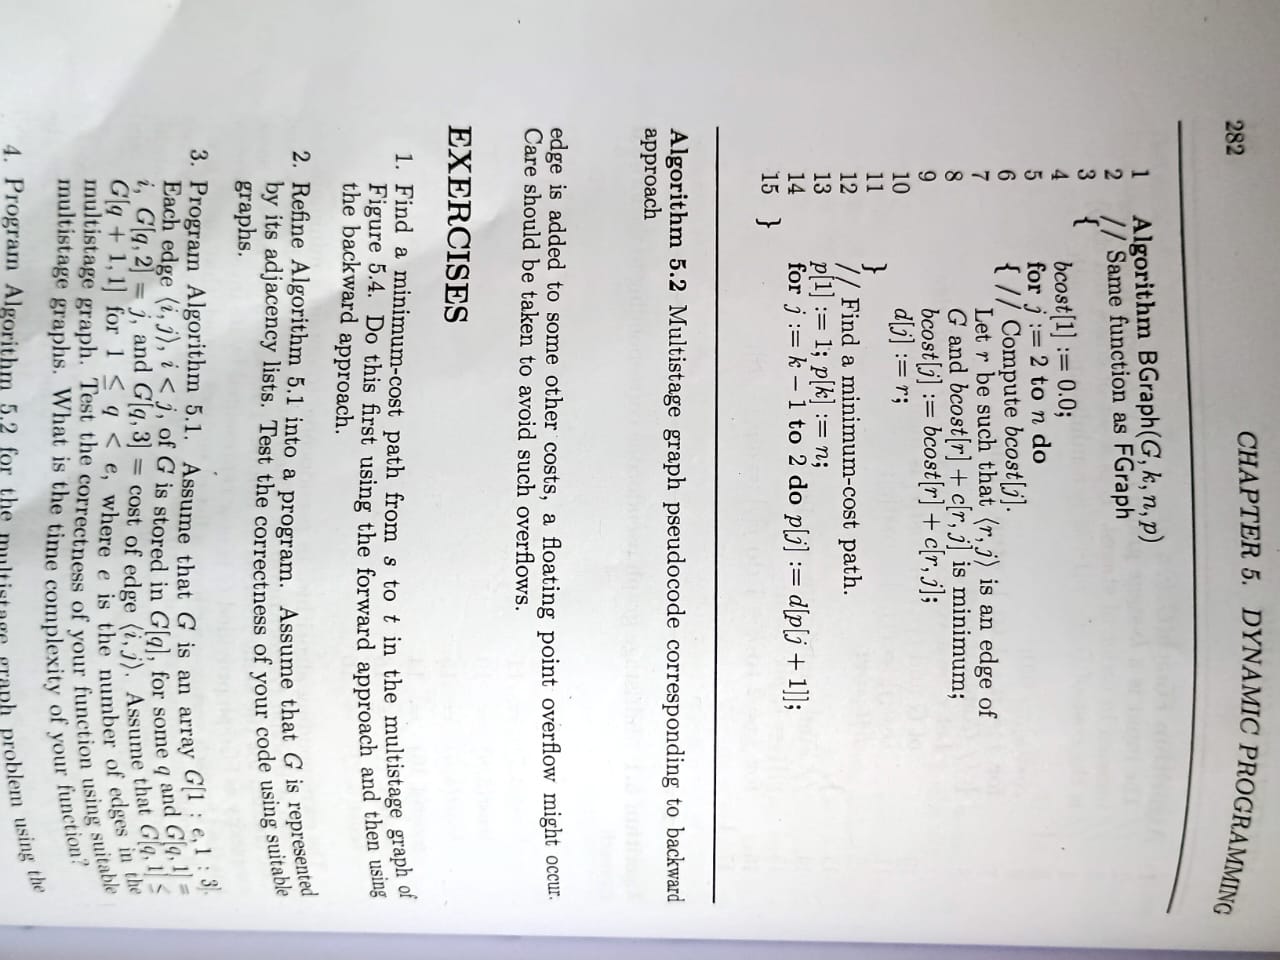 282 CHAPTER 5. DYNAMIC PROGRAMMING
1 Algorithm BGraph(G, k, n, p)
2 // Same function as FGraph
3 {
4 bcost[1] := 0.0;
5 for j := 2 to n do
6 { // Compute bcost[j].
7 Let r be such that ⟨r, j⟩ is an edge of
8 G and bcost[r] + c[r, j] is minimum;
9 bcost[j] := bcost[r] + c[r, j];
10 d[j] := r;
11 }
12 // Find a minimum-cost path.
13 p[1] := 1; p[k] := n;
14 for j := k − 1 to 2 do p[j] := d[p[j + 1]];
15 }
Algorithm 5.2 Multistage graph pseudocode corresponding to backward
approach
edge is added to some other costs, a floating point overflow might occur.
Care should be taken to avoid such overflows.
EXERCISES
1. Find a minimum-cost path from s to t in the multistage graph of
Figure 5.4. Do this first using the forward approach and then using
the backward approach.
2. Refine Algorithm 5.1 into a program. Assume that G is represented
by its adjacency lists. Test the correctness of your code using suitable
graphs.
3. Program Algorithm 5.1. Assume that G is an array G[1 : e, 1 : 3].
Each edge ⟨i, j⟩, i < j, of G is stored in G[q], for some q and G[q, 1] =
i, G[q, 2] = j, and G[q, 3] = cost of edge ⟨i, j⟩. Assume that G[q, 1] ≤
G[q + 1, 1] for 1 ≤ q < e, where e is the number of edges in the
multistage graph. Test the correctness of your function using suitable
multistage graphs. What is the time complexity of your function?
4. Program Algorithm 5.2 for the multistage graph problem using the